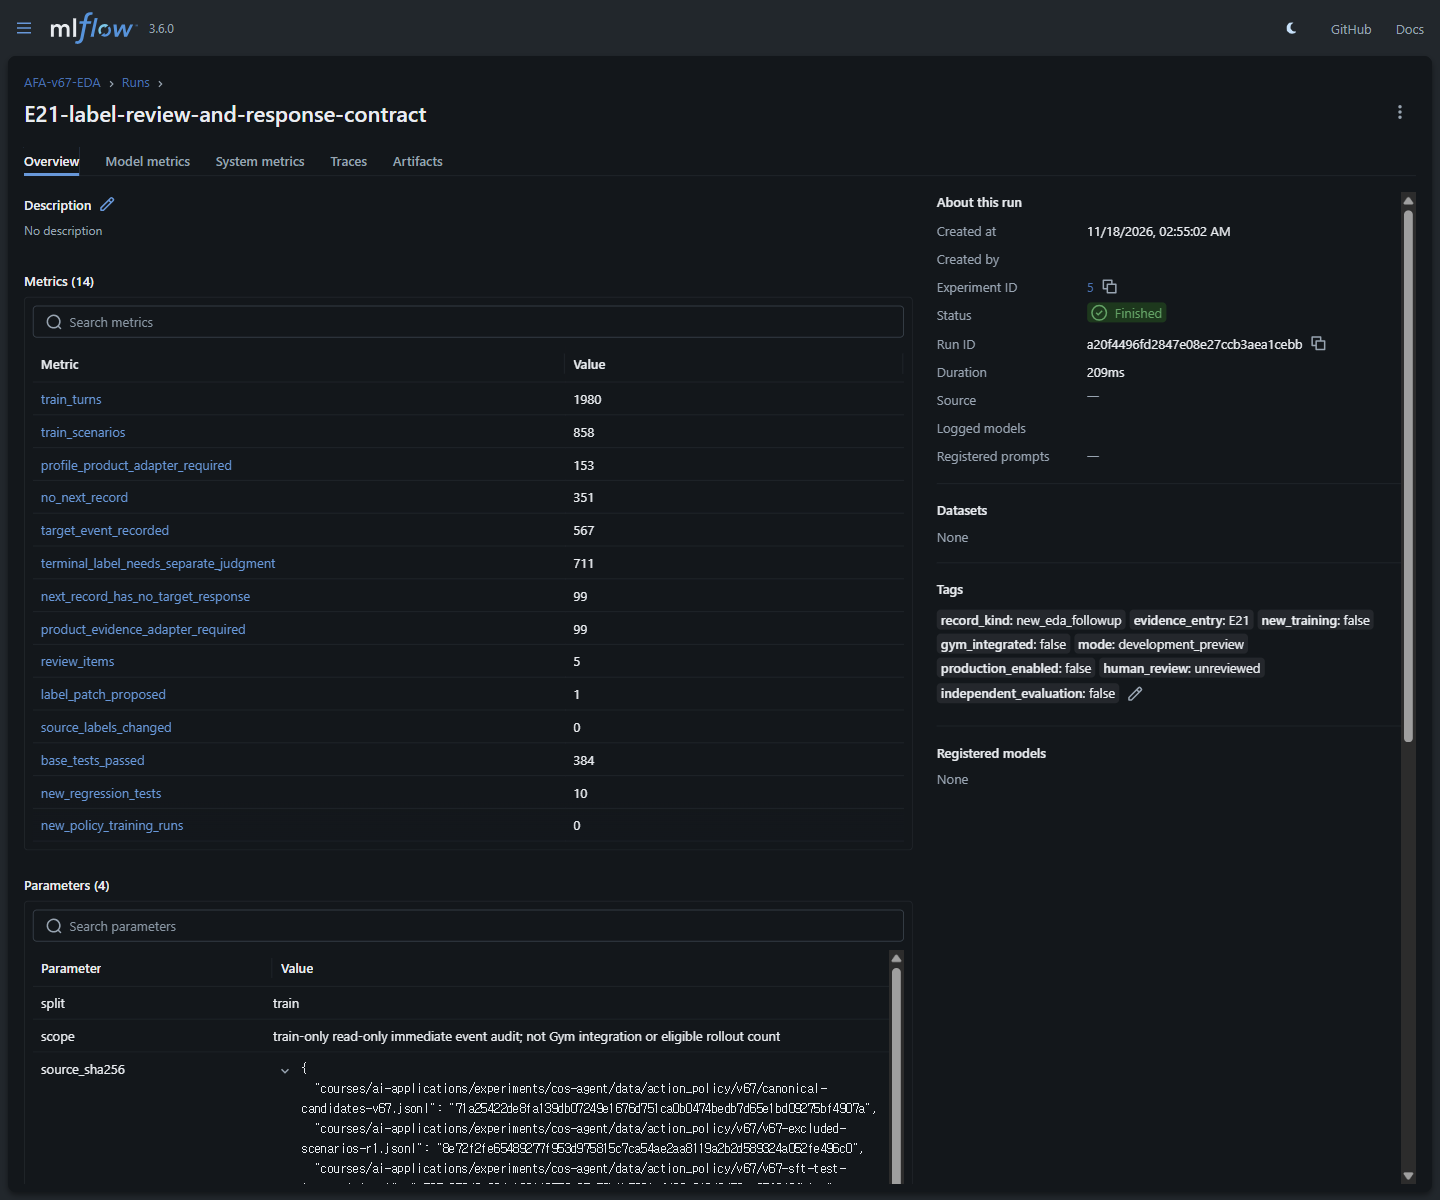 mlflow 3.6.0
GitHub
Docs
AFA-v67-EDA › Runs ›
E21-label-review-and-response-contract
Overview
Model metrics
System metrics
Traces
Artifacts
Description
No description
Metrics (14)
Search metrics
Metric Value
train_turns 1980
train_scenarios 858
profile_product_adapter_required 153
no_next_record 351
target_event_recorded 567
terminal_label_needs_separate_judgment 711
next_record_has_no_target_response 99
product_evidence_adapter_required 99
review_items 5
label_patch_proposed 1
source_labels_changed 0
base_tests_passed 384
new_regression_tests 10
new_policy_training_runs 0
Parameters (4)
Search parameters
Parameter Value
split train
scope train-only read-only immediate event audit; not Gym integration or eligible rollout count
source_sha256 {
"courses/ai-applications/experiments/cos-agent/data/action_policy/v67/canonical-
candidates-v67.jsonl": "71a25422de8fa139db07249e1676d751ca0b0474bedb7d65e1bd09275bf4907a",
"courses/ai-applications/experiments/cos-agent/data/action_policy/v67/v67-excluded-
scenarios-r1.jsonl": "8e72f2fe65489277f953d975815c7ca54ae2aa8119a2b2d589324a052fe496c0",
"courses/ai-applications/experiments/cos-agent/data/action_policy/v67/v67-sft-test-
About this run
Created at 11/18/2026, 02:55:02 AM
Created by
Experiment ID 5
Status Finished
Run ID a20f4496fd2847e08e27ccb3aea1cebb
Duration 209ms
Source —
Logged models
Registered prompts —
Datasets
None
Tags
record_kind: new_eda_followup evidence_entry: E21 new_training: false
gym_integrated: false mode: development_preview
production_enabled: false human_review: unreviewed
independent_evaluation: false
Registered models
None